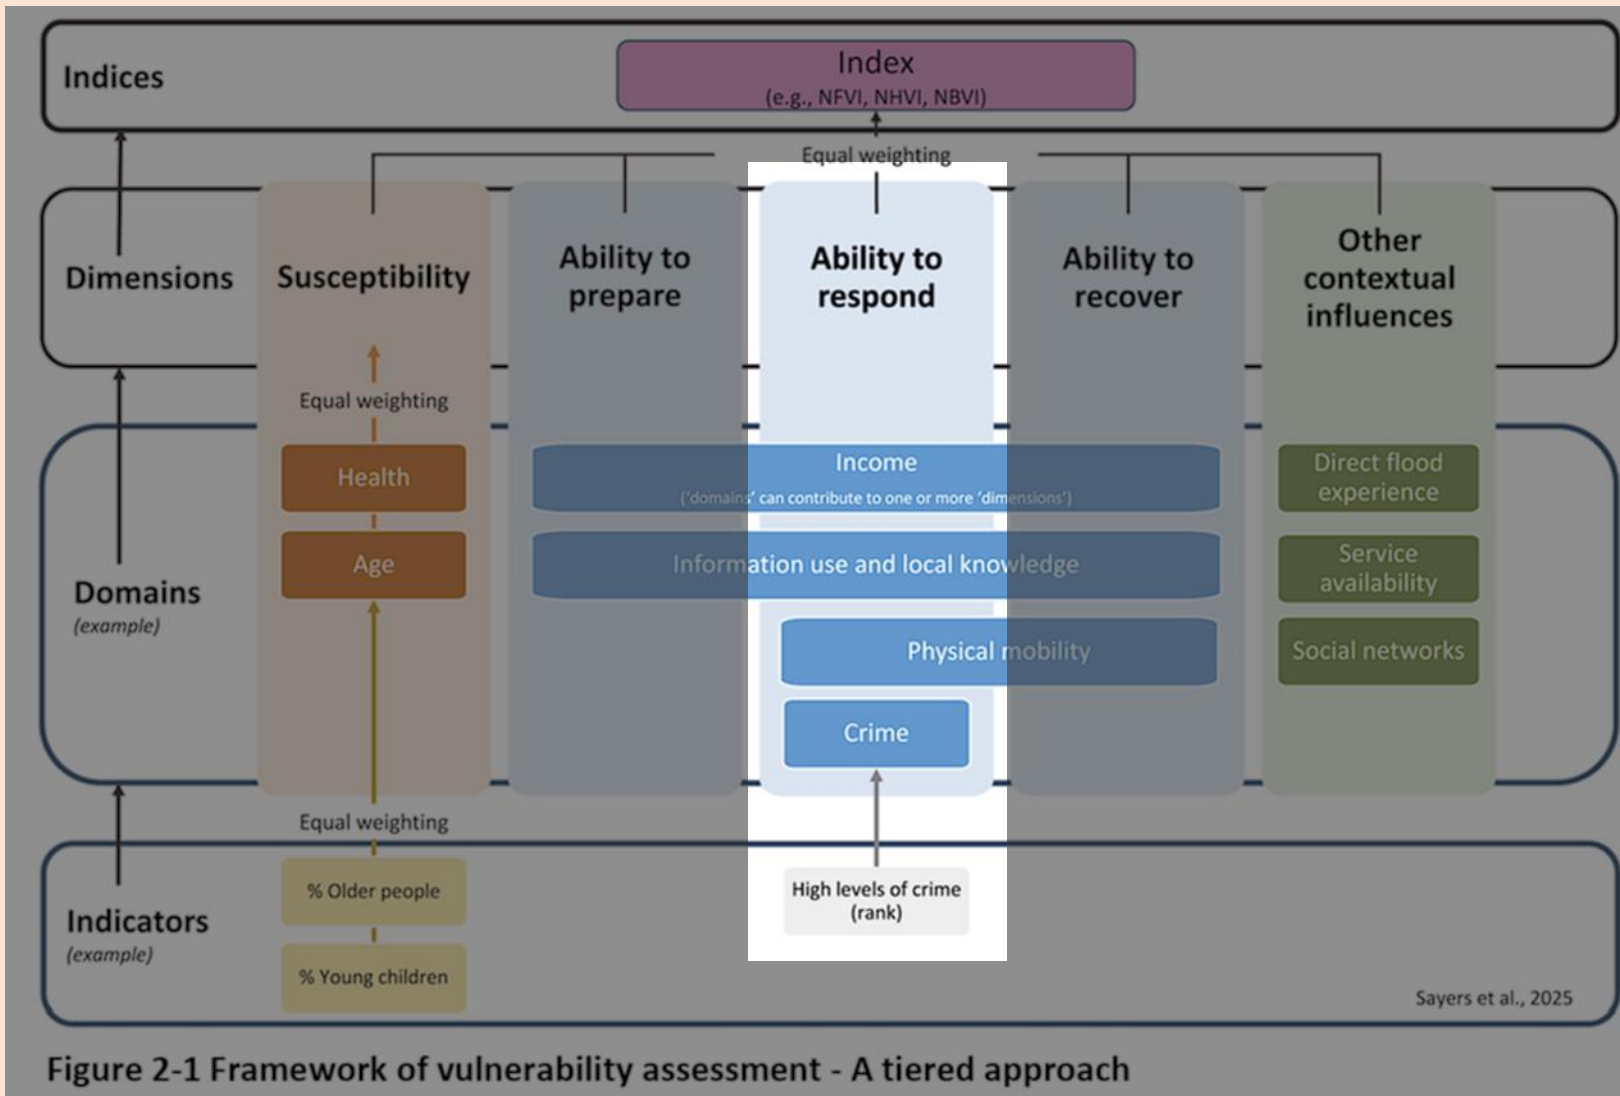 Indices
Index
(e.g., NFVI, NHVI, NBVI)
Equal weighting
Dimensions
Susceptibility
Ability to
prepare
Ability to
respond
Ability to
recover
Other
contextual
influences
Equal weighting
Domains
(example)
Health
Age
Income
('domains' can contribute to one or more 'dimensions')
Information use and local knowledge
Physical mobility
Crime
Direct flood
experience
Service
availability
Social networks
Equal weighting
Indicators
(example)
% Older people
% Young children
High levels of crime
(rank)
Sayers et al., 2025
Figure 2-1 Framework of vulnerability assessment - A tiered approach